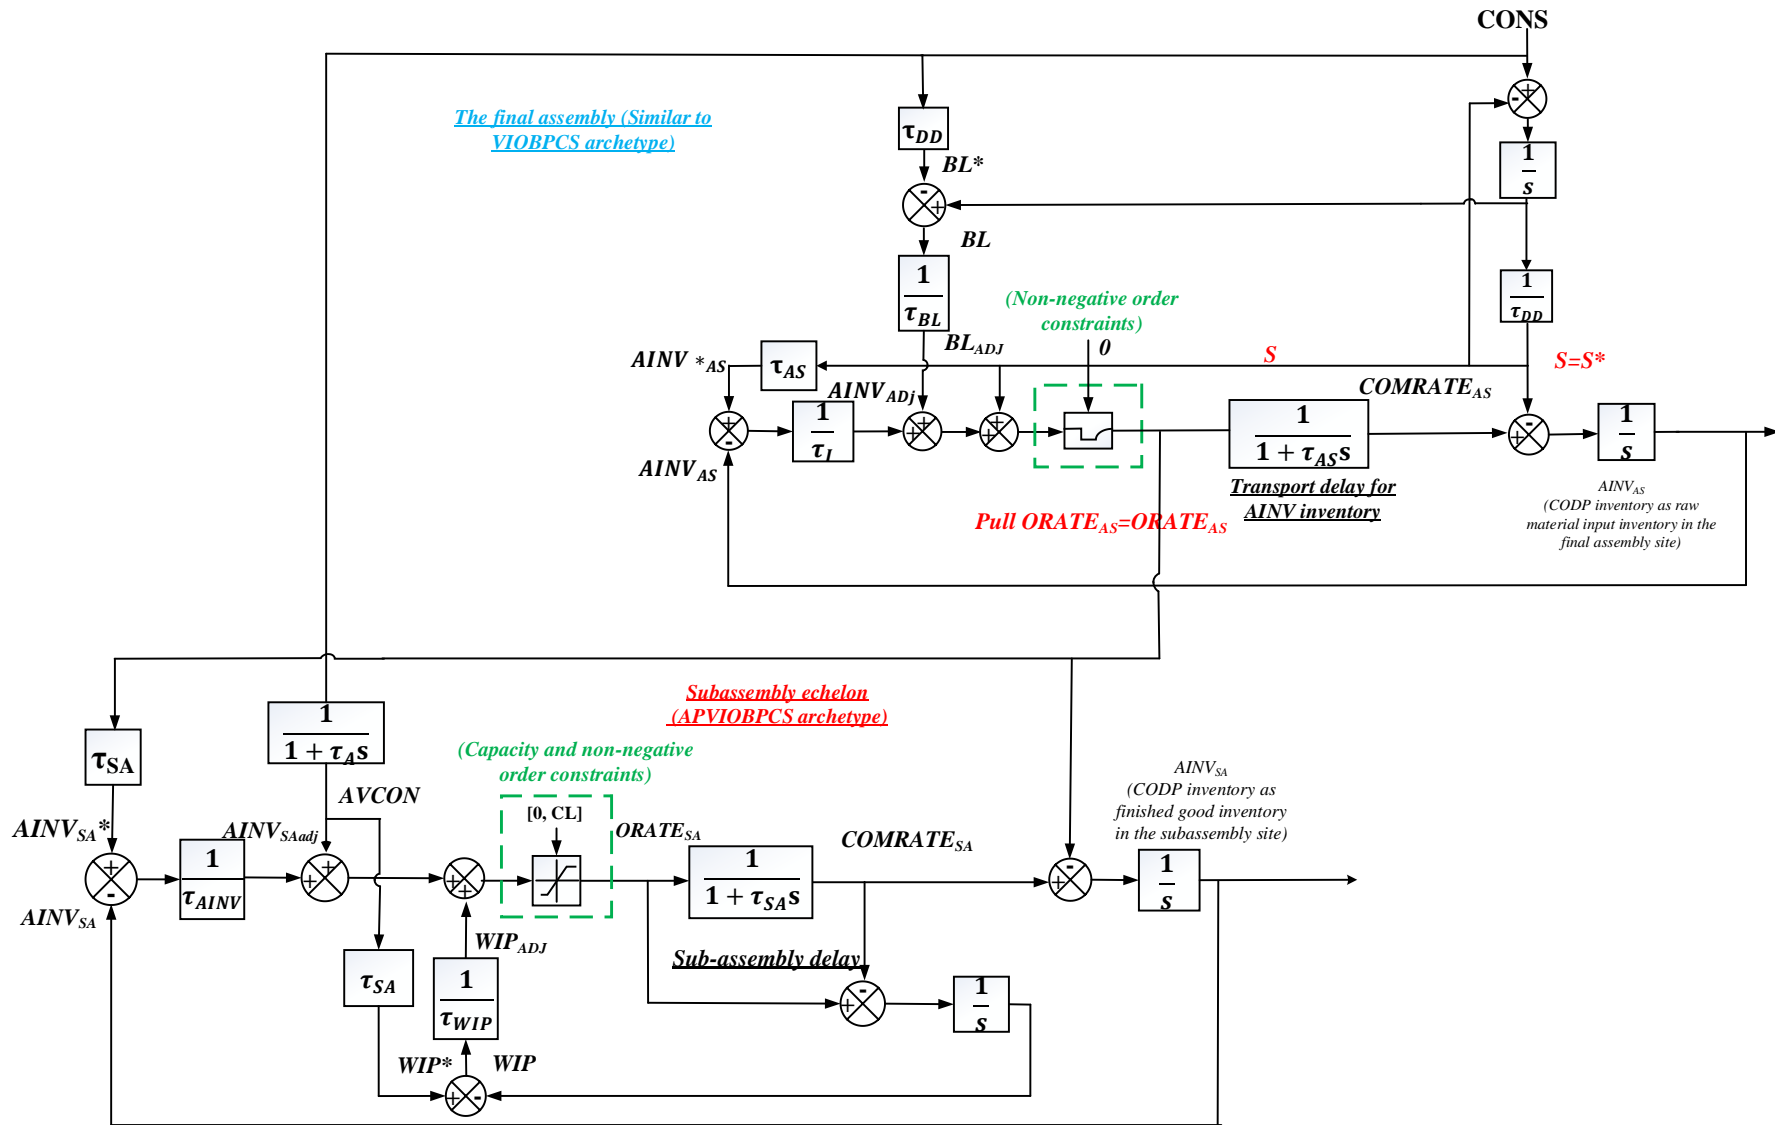 CONS
The final assembly (Similar to
VIOBPCS archetype)
τDD
BL*
1
s
BL
1
τBL
(Non-negative order
constraints)
1
τDD
BLADJ
0
S
S=S*
AINV *AS
τAS
AINVADj
COMRATEAS
1
τI
1
1 + τASs
1
s
AINVAS
Transport delay for
AINV inventory
AINVAS
(CODP inventory as raw
material input inventory in the
final assembly site)
Pull ORATEAS=ORATEAS
Subassembly echelon
(APVIOBPCS archetype)
τSA
1
1 + τAs
(Capacity and non-negative
order constraints)
AVCON
AINVSA
(CODP inventory as
finished good inventory
in the subassembly site)
AINVSA*
AINVSAadj
[0, CL]
ORATESA
COMRATESA
1
τAINV
1
1 + τSAs
1
s
AINVSA
WIPADJ
Sub-assembly delay
τSA
1
τWIP
1
s
WIP*
WIP